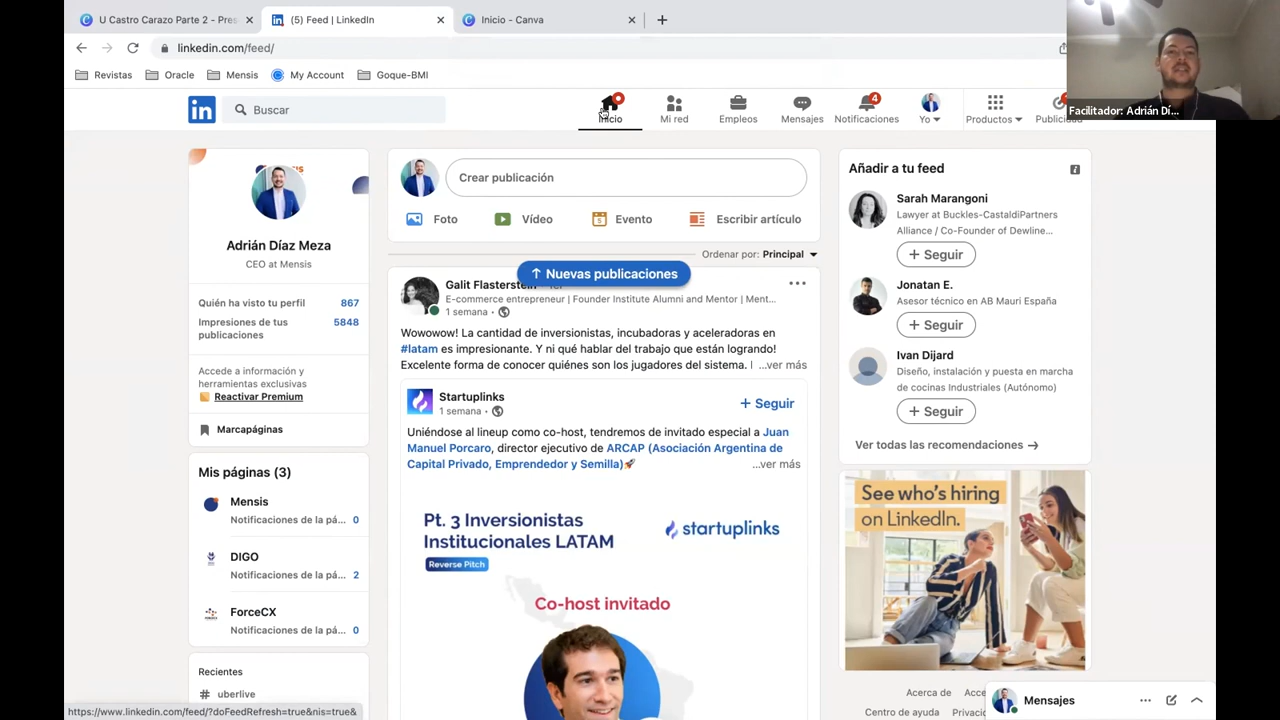 U Castro Carazo Parte 2 - Pres
(5) Feed | LinkedIn
Inicio - Canva
linkedin.com/feed/
Revistas
Oracle
Mensis
My Account
Goque-BMI
Facilitador: Adrián Dí...
in
Buscar
Inicio
Mi red
Empleos
Mensajes
4
Notificaciones
Yo
Productos
Publicidad
Adrián Díaz Meza
CEO at Mensis
Quién ha visto tu perfil 867
Impresiones de tus 5848
publicaciones
Accede a información y
herramientas exclusivas
Reactivar Premium
Marcapáginas
Mis páginas (3)
Mensis
Notificaciones de la pá... 0
DIGO
Notificaciones de la pá... 2
ForceCX
Notificaciones de la pá... 0
Recientes
# uberlive
https://www.linkedin.com/feed/?doFeedRefresh=true&nis=true&
Crear publicación
Foto
Vídeo
Evento
Escribir artículo
Ordenar por: Principal
↑ Nuevas publicaciones
Galit Flasterstein
E-commerce entrepreneur | Founder Institute Alumni and Mentor | Ment...
1 semana •
Wowowow! La cantidad de inversionistas, incubadoras y aceleradoras en
#latam es impresionante. Y ni qué hablar del trabajo que están logrando!
Excelente forma de conocer quiénes son los jugadores del sistema. ...ver más
Startuplinks
1 semana •
+ Seguir
Uniéndose al lineup como co-host, tendremos de invitado especial a Juan
Manuel Porcaro, director ejecutivo de ARCAP (Asociación Argentina de
Capital Privado, Emprendedor y Semilla)🚀 ...ver más
Pt. 3 Inversionistas
Institucionales LATAM
Reverse Pitch
startuplinks
Co-host invitado
Añadir a tu feed
Sarah Marangoni
Lawyer at Buckles-CastaldiPartners
Alliance / Co-Founder of Dewline...
+ Seguir
Jonatan E.
Asesor técnico en AB Mauri España
+ Seguir
Ivan Dijard
Diseño, instalación y puesta en marcha
de cocinas Industriales (Autónomo)
+ Seguir
Ver todas las recomendaciones →
See who's hiring
on LinkedIn.
Acerca de
Acce
Centro de ayuda
Privacid
Mensajes